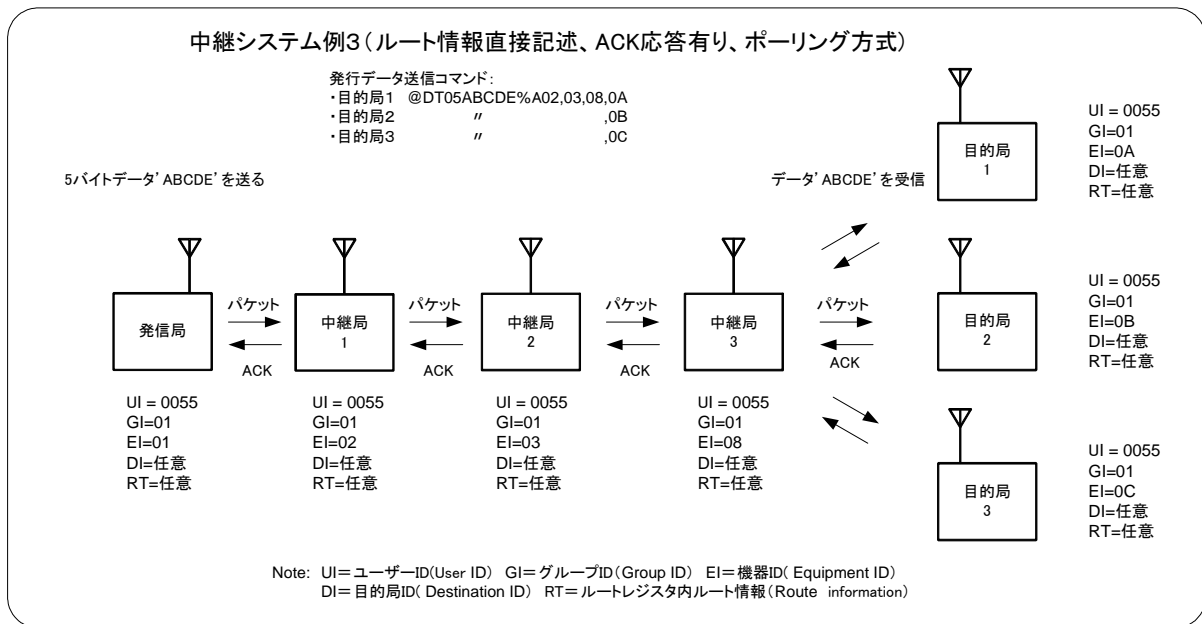 中継システム例3(ルート情報直接記述、ACK応答有り、ポーリング方式)
発行データ送信コマンド:
・目的局1 @DT05ABCDE%A02,03,08,0A
・目的局2 〃 ,0B
・目的局3 〃 ,0C
5バイトデータ'ABCDE'を送る
データ'ABCDE'を受信
目的局
1
UI = 0055
GI=01
EI=0A
DI=任意
RT=任意
発信局
パケット
ACK
中継局
1
パケット
ACK
中継局
2
パケット
ACK
中継局
3
パケット
ACK
目的局
2
UI = 0055
GI=01
EI=0B
DI=任意
RT=任意
UI = 0055
GI=01
EI=01
DI=任意
RT=任意
UI = 0055
GI=01
EI=02
DI=任意
RT=任意
UI = 0055
GI=01
EI=03
DI=任意
RT=任意
UI = 0055
GI=01
EI=08
DI=任意
RT=任意
目的局
3
UI = 0055
GI=01
EI=0C
DI=任意
RT=任意
Note: UI=ユーザーID(User ID) GI=グループID(Group ID) EI=機器ID( Equipment ID)
DI=目的局ID( Destination ID) RT=ルートレジスタ内ルート情報(Route information)